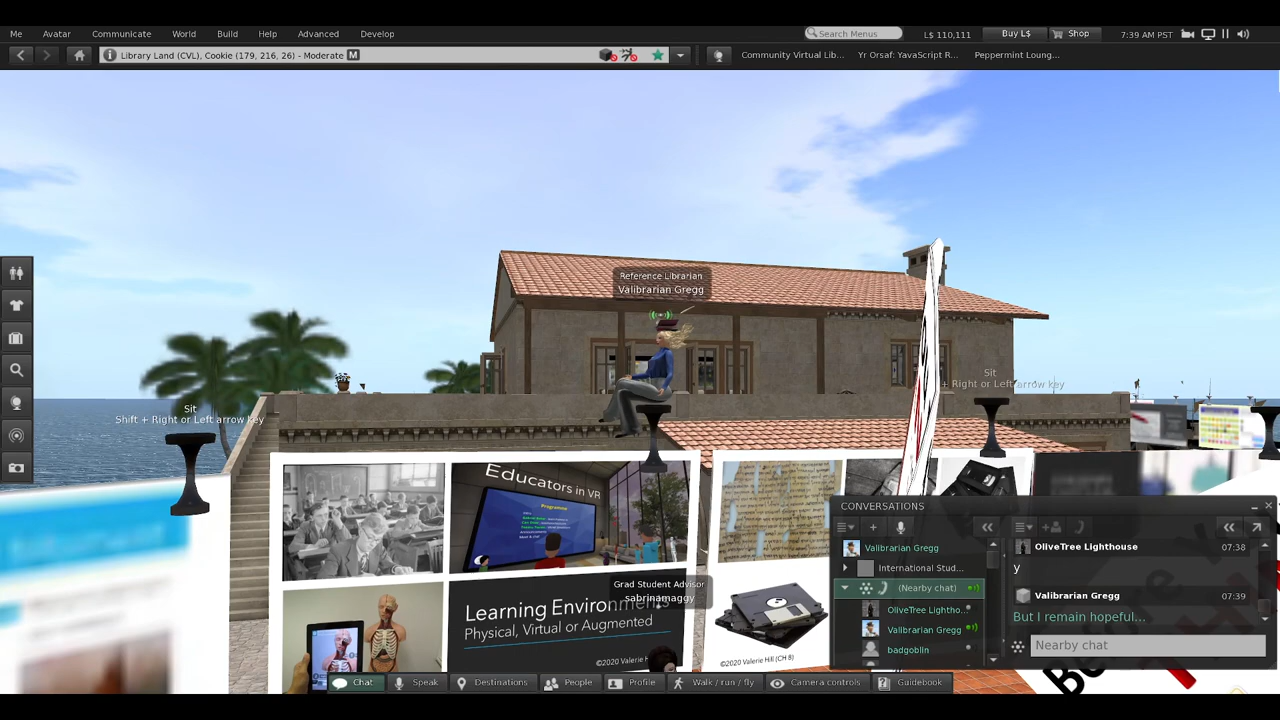 Me Avatar Communicate World Build Help Advanced Develop
Search Menus
L$ 110,111
Buy L$
Shop
7:39 AM PST
Library Land (CVL), Cookie (179, 216, 26) - Moderate M
Community Virtual Lib...
Yr Orsaf: YavaScript R...
Peppermint Loung...
Reference Librarian
Valibrarian Gregg
Sit
Shift + Right or Left arrow key
Sit
+ Right or Left arrow key
Educators in VR
Programme
Grad Student Advisor
sabrinamaggy
Learning Environments
Physical, Virtual or Augmented
©2020 Valerie Hill
©2020 Valerie Hill (CH 8)
CONVERSATIONS
Valibrarian Gregg
International Stud...
(Nearby chat)
OliveTree Lightho...
Valibrarian Gregg
badgoblin
OliveTree Lighthouse 07:38
y
Valibrarian Gregg 07:39
But I remain hopeful...
Nearby chat
Chat Speak Destinations People Profile Walk / run / fly Camera controls Guidebook